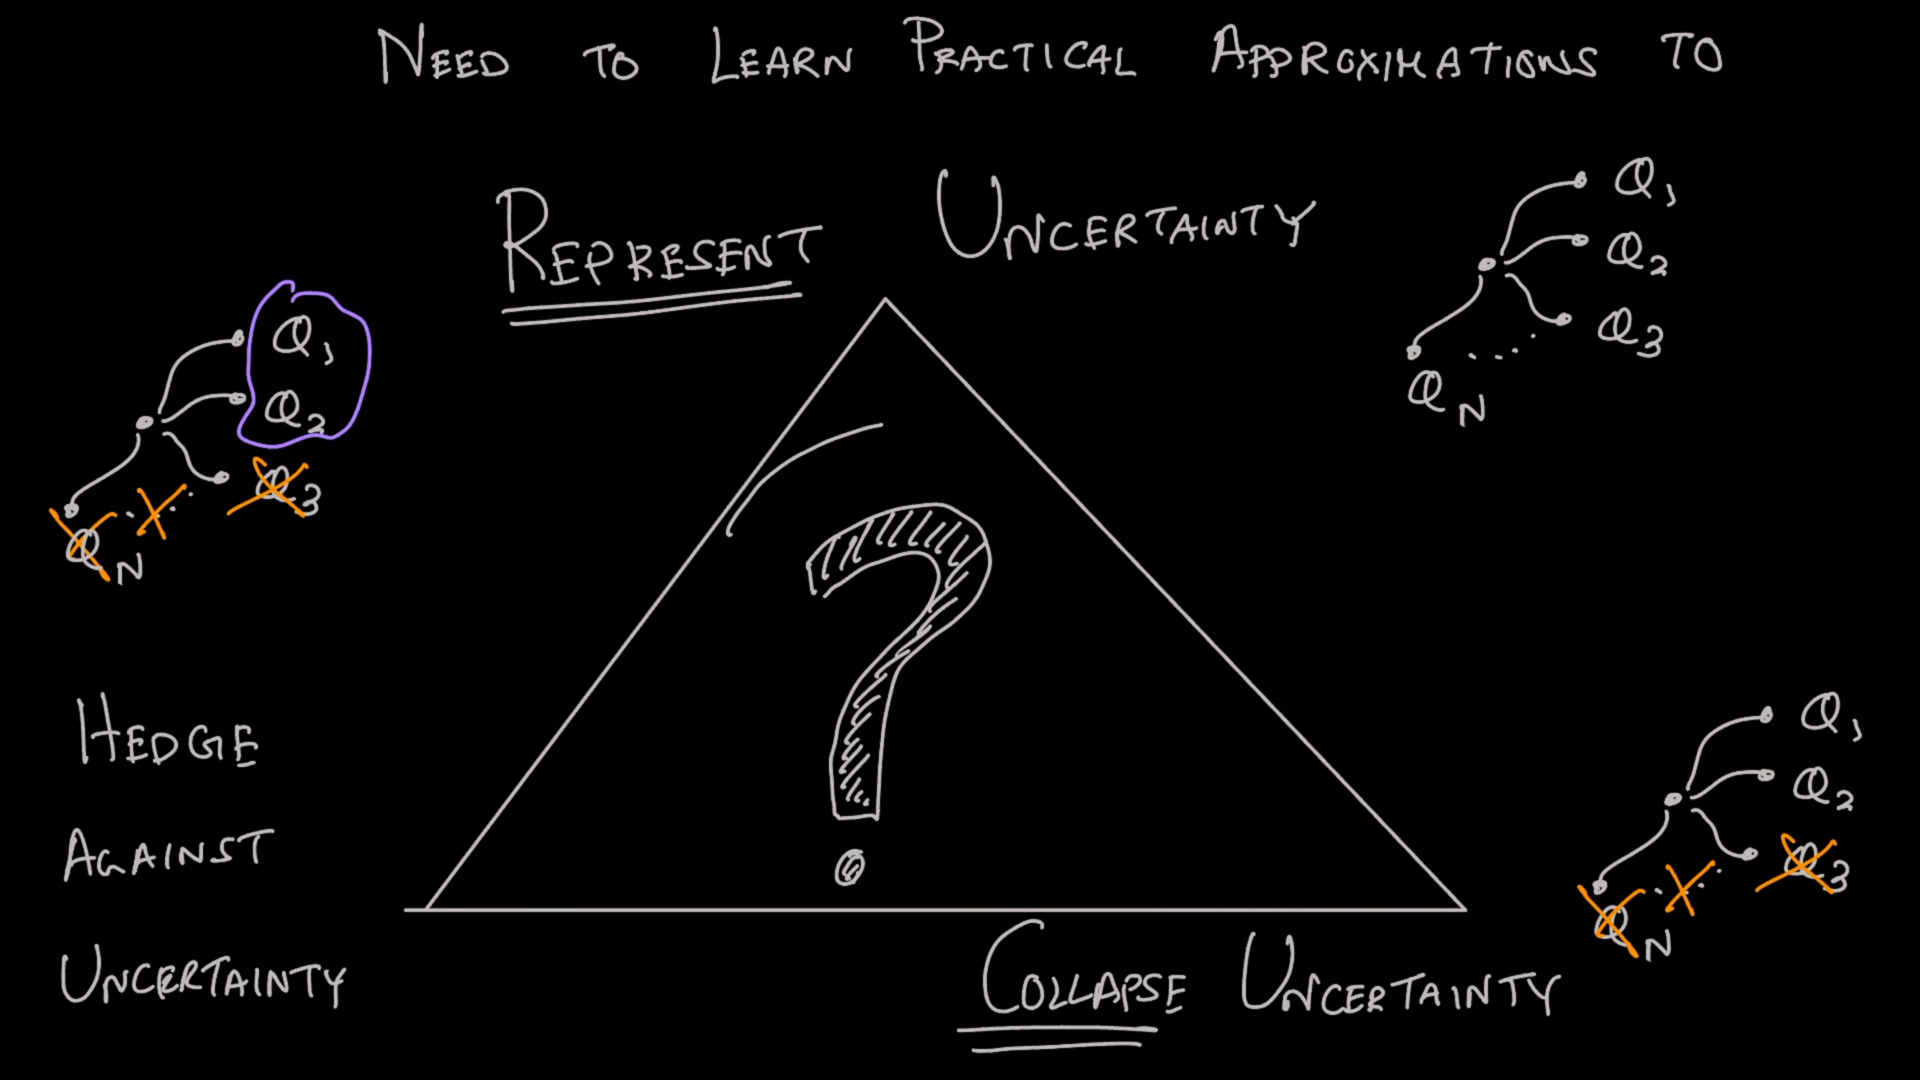 NEED TO LEARN PRACTICAL APPROXIMATIONS TO
REPRESENT UNCERTAINTY
Q1
Q2
Q3
QN
Q1
Q2
Q3
QN
?
HEDGE
AGAINST
UNCERTAINTY
Q1
Q2
Q3
QN
COLLAPSE UNCERTAINTY